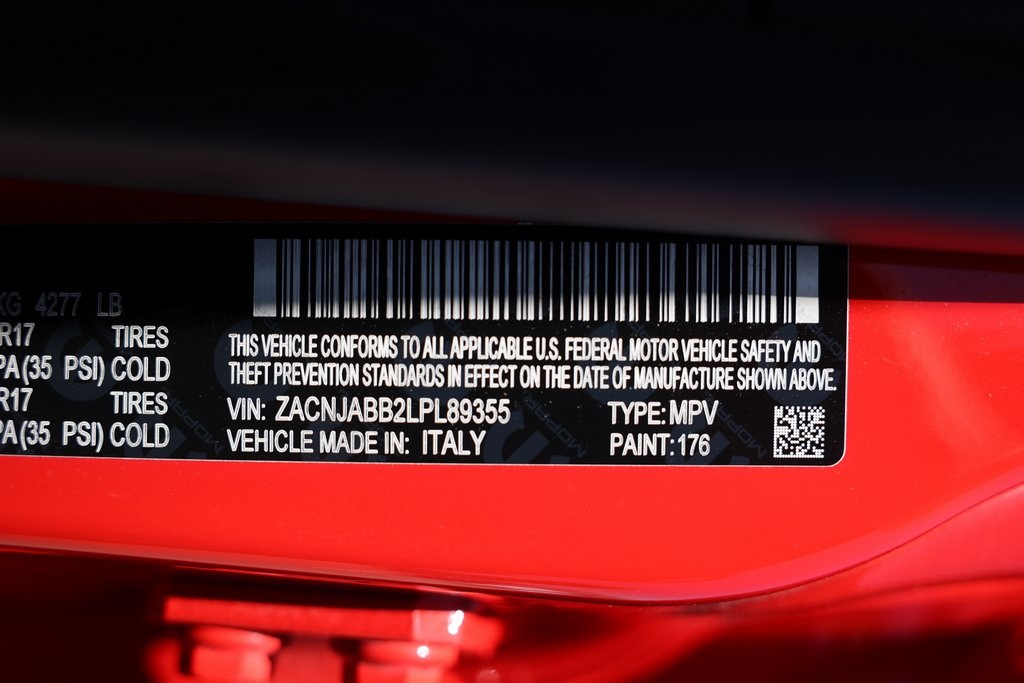 KG 4277 LB
R17 TIRES
PA (35 PSI) COLD
R17 TIRES
PA (35 PSI) COLD
THIS VEHICLE CONFORMS TO ALL APPLICABLE U.S. FEDERAL MOTOR VEHICLE SAFETY AND
THEFT PREVENTION STANDARDS IN EFFECT ON THE DATE OF MANUFACTURE SHOWN ABOVE.
VIN: ZACNJABB2LPL89355 TYPE: MPV
VEHICLE MADE IN: ITALY PAINT: 176
MOPAR